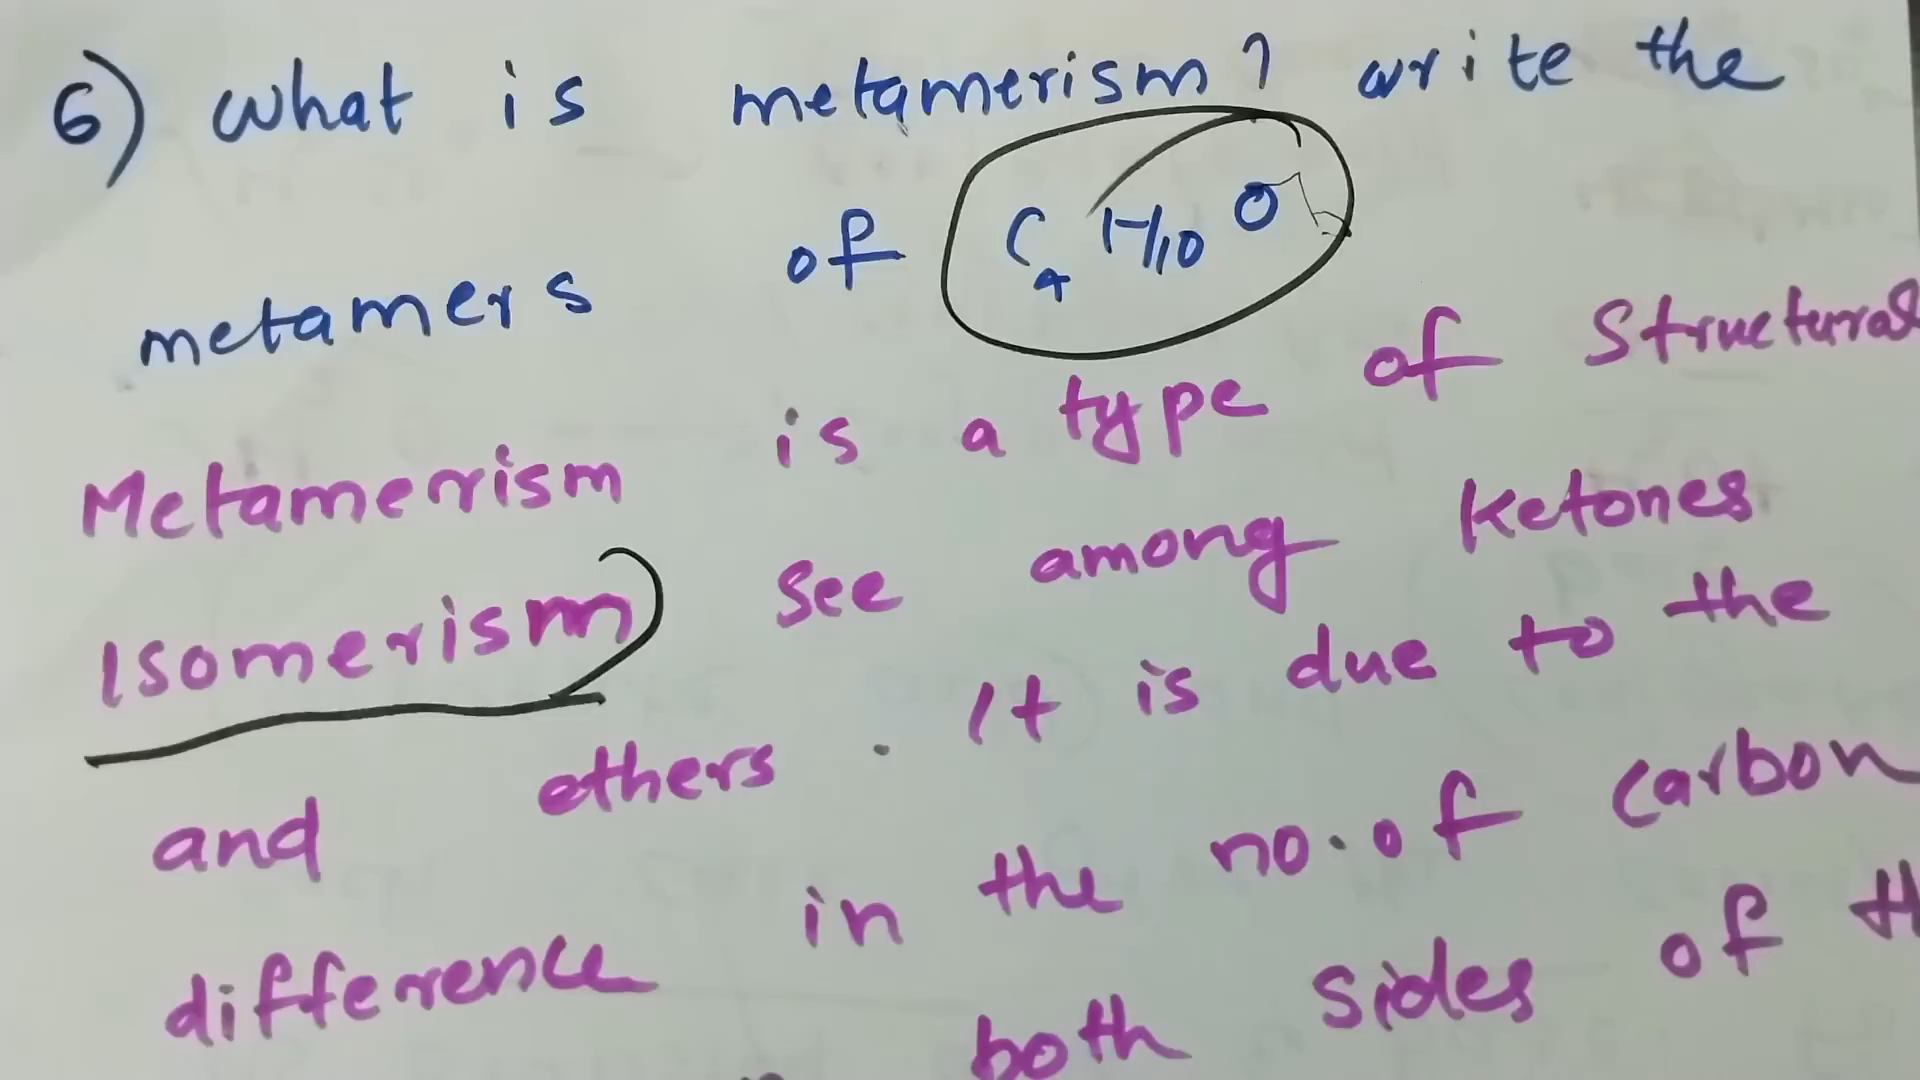 6) what is metamerism? write the
metamers of C4H10O
Metamerism is a type of Structural
Isomerism See among Ketones
and others. It is due to the
difference in the no. of carbon
both sides of